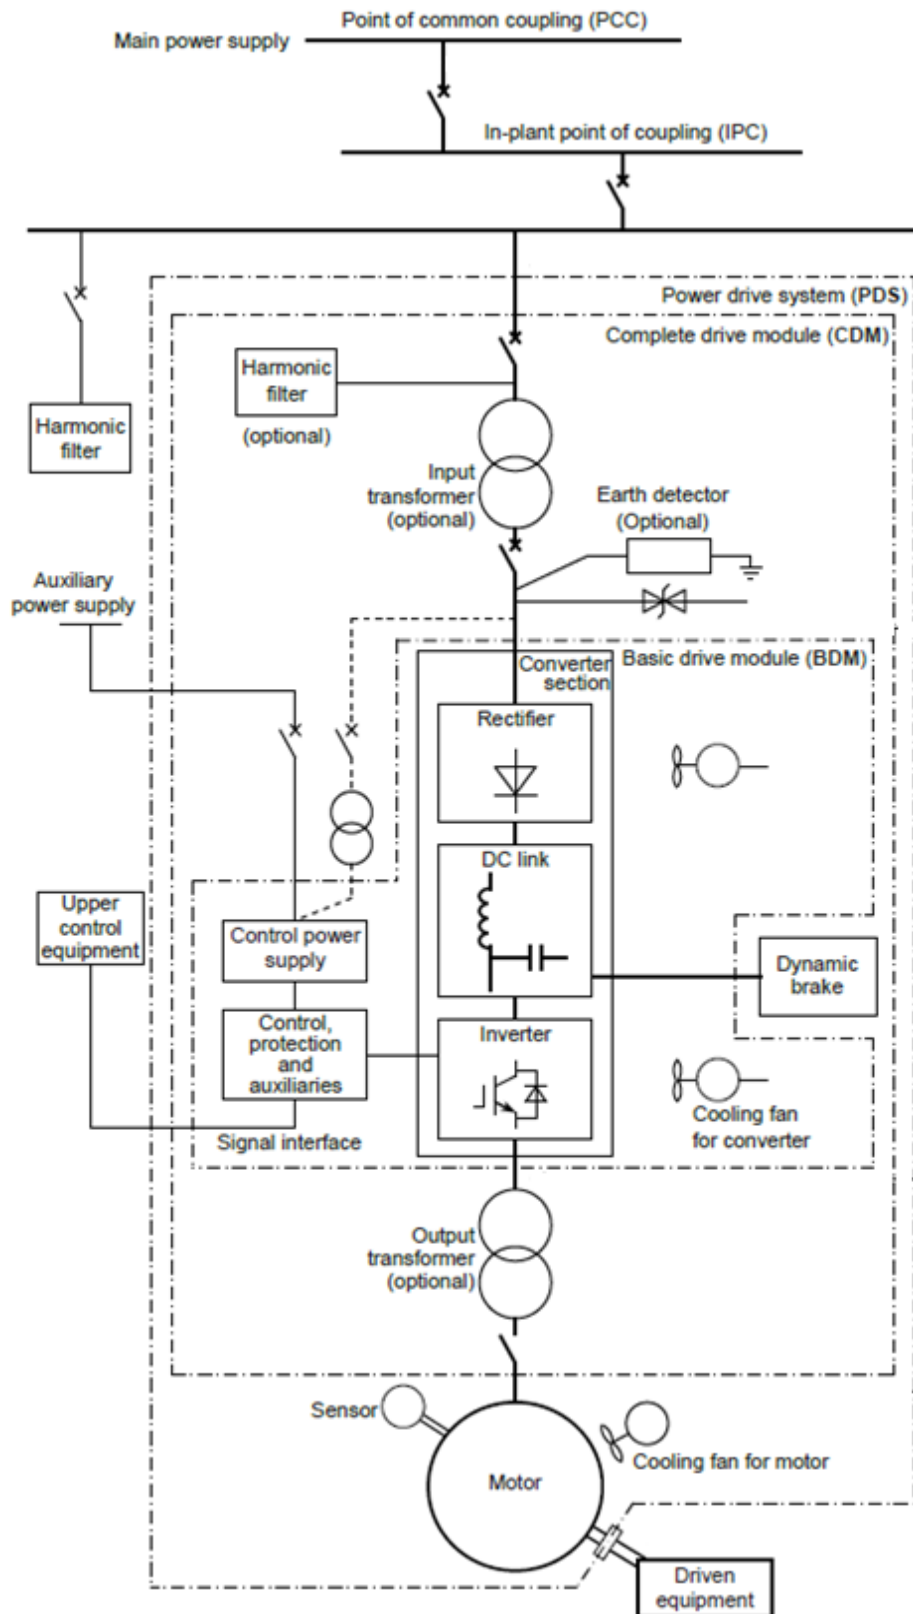 Point of common coupling (PCC)
Main power supply
In-plant point of coupling (IPC)
Power drive system (PDS)
Complete drive module (CDM)
Harmonic
filter
(optional)
Harmonic
filter
Input
transformer
(optional)
Earth detector
(Optional)
Auxiliary
power supply
Basic drive module (BDM)
Converter
section
Rectifier
DC link
Upper
control
equipment
Control power
supply
Dynamic
brake
Control,
protection
and
auxiliaries
Inverter
Signal interface
Cooling fan
for converter
Output
transformer
(optional)
Sensor
Motor
Cooling fan for motor
Driven
equipment